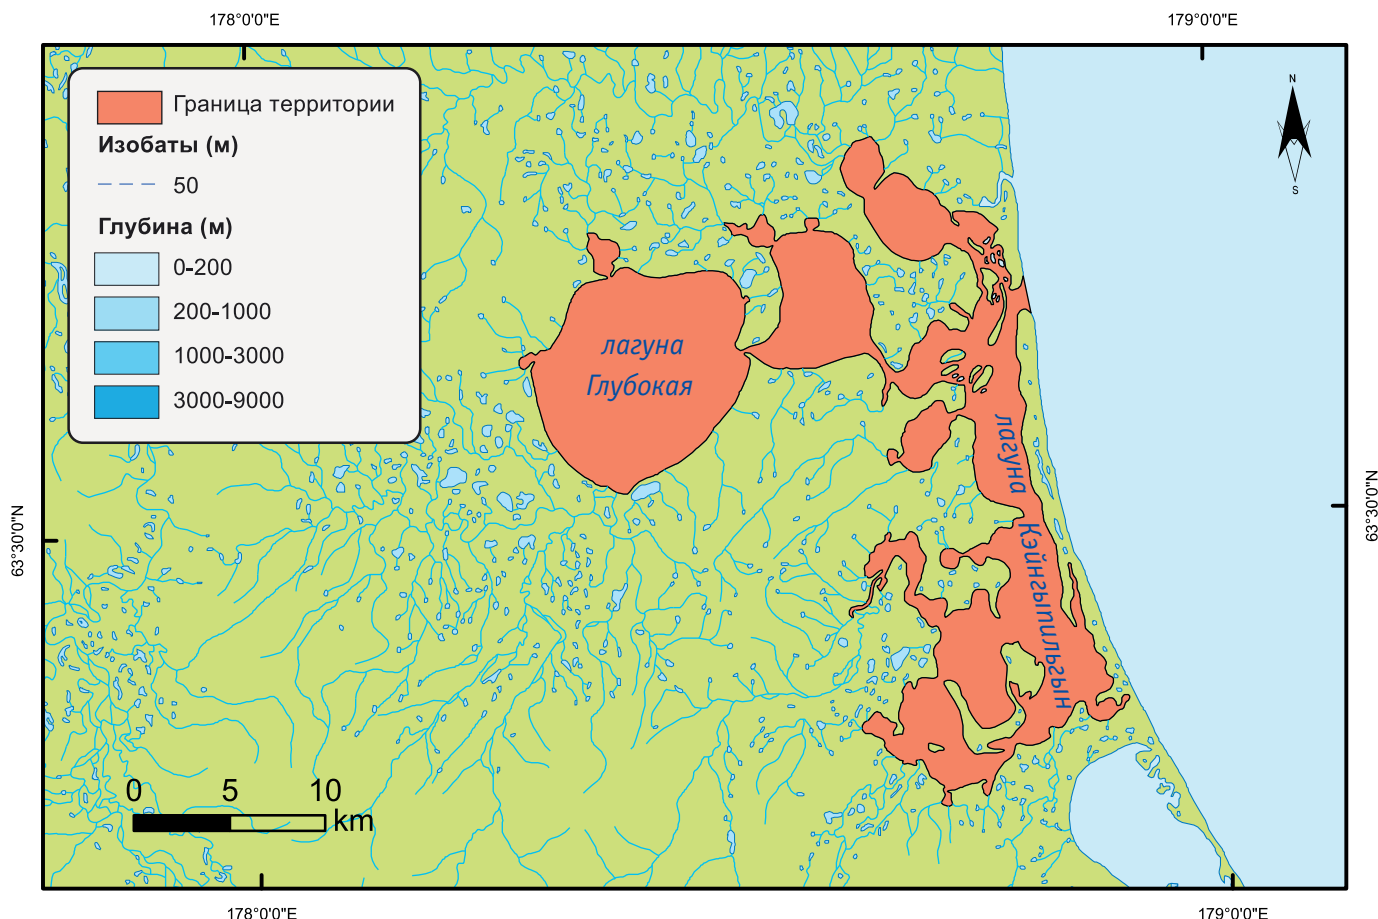 178°0'0"E
179°0'0"E
Граница территории
Изобаты (м)
50
Глубина (м)
0-200
200-1000
1000-3000
3000-9000
N
S
лагуна
Глубокая
лагуна Кэйнгыпильгын
63°30'0"N
63°30'0"N
0 5 10
km
178°0'0"E
179°0'0"E